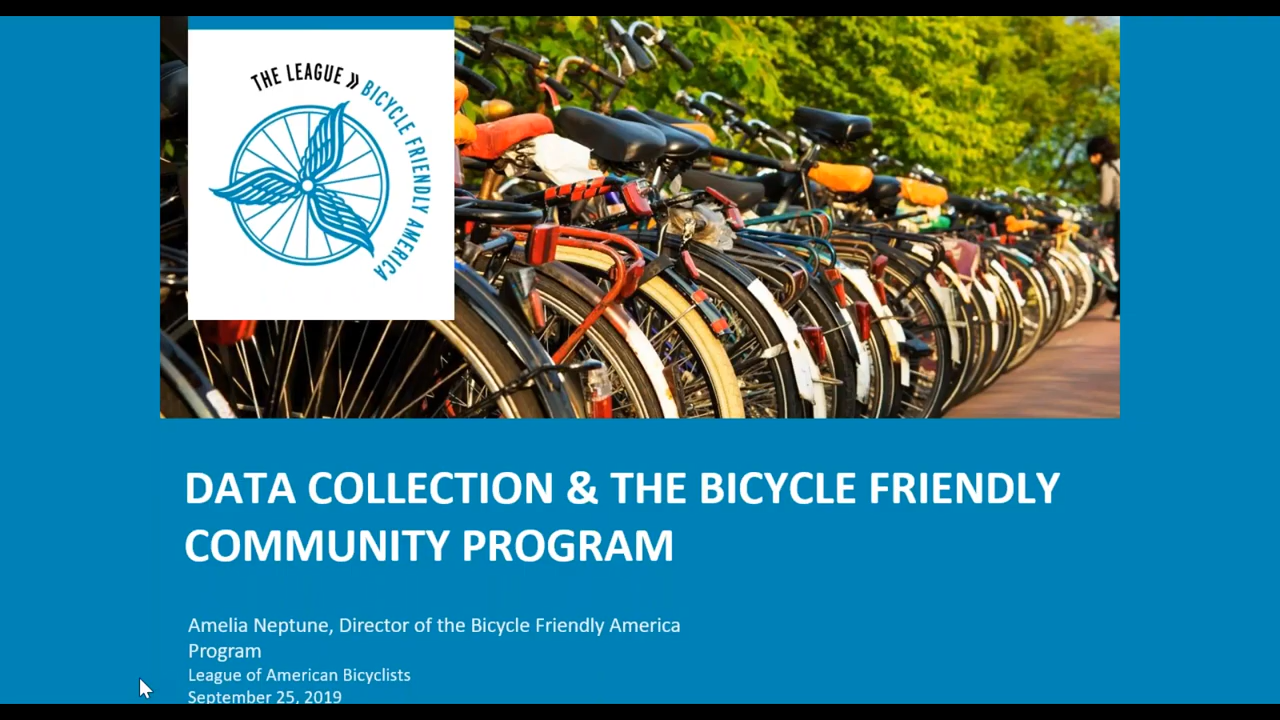 THE LEAGUE » BICYCLE FRIENDLY AMERICA
DATA COLLECTION & THE BICYCLE FRIENDLY
COMMUNITY PROGRAM
Amelia Neptune, Director of the Bicycle Friendly America
Program
League of American Bicyclists
September 25, 2019